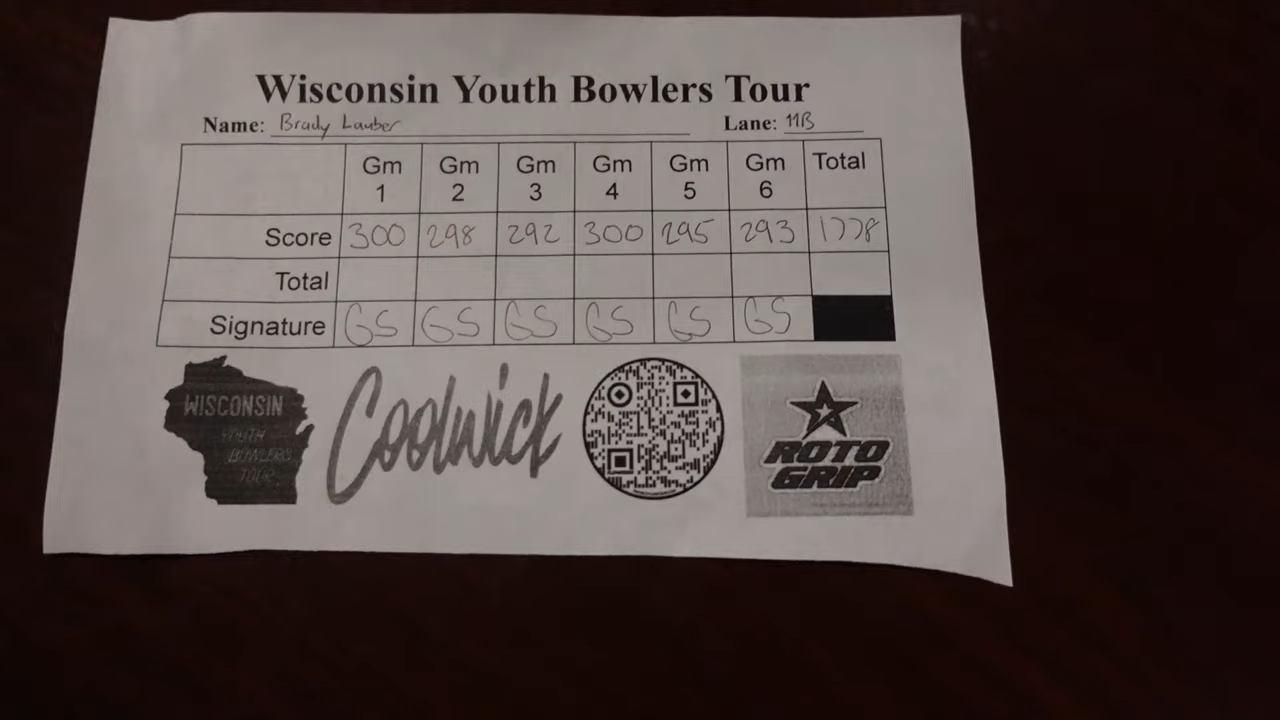 Wisconsin Youth Bowlers Tour
Name: Brady Lauber Lane: 11B
Gm 1 Gm 2 Gm 3 Gm 4 Gm 5 Gm 6 Total
Score 300 298 292 300 295 293 1778
Total
Signature GS GS GS GS GS GS
WISCONSIN
YOUTH
BOWLERS
TOUR
Coolwick
ROTO
GRIP